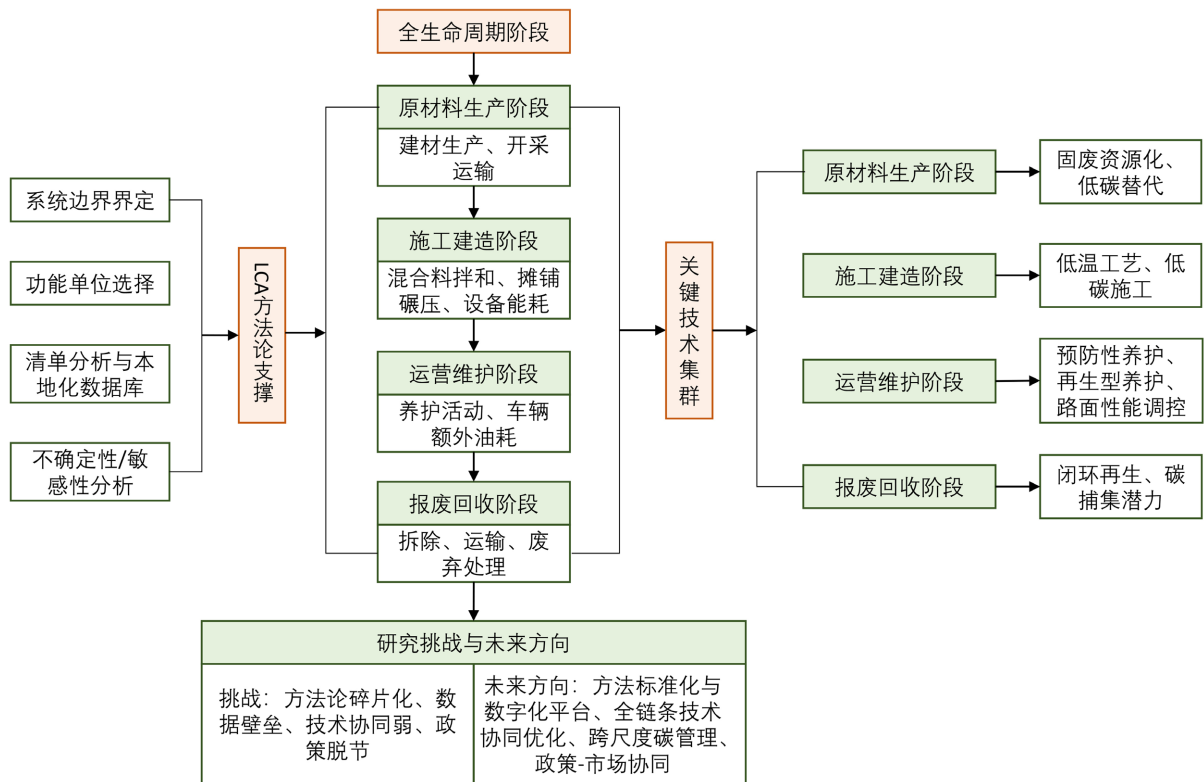 全生命周期阶段
系统边界界定
功能单位选择
清单分析与本
地化数据库
不确定性/敏
感性分析
LCA方法论支撑
原材料生产阶段
建材生产、开采
运输
施工建造阶段
混合料拌和、摊铺
碾压、设备能耗
运营维护阶段
养护活动、车辆
额外油耗
报废回收阶段
拆除、运输、废
弃处理
关键技术集群
原材料生产阶段
固废资源化、
低碳替代
施工建造阶段
低温工艺、低
碳施工
运营维护阶段
预防性养护、
再生型养护、
路面性能调控
报废回收阶段
闭环再生、碳
捕集潜力
研究挑战与未来方向
挑战：方法论碎片化、数
据壁垒、技术协同弱、政
策脱节
未来方向：方法标准化与
数字化平台、全链条技术
协同优化、跨尺度碳管理、
政策-市场协同